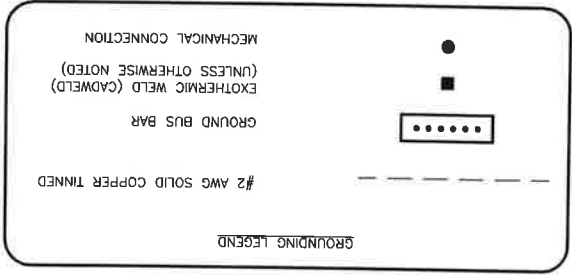 GROUNDING LEGEND
#2 AWG SOLID COPPER TINNED
GROUND BUS BAR
EXOTHERMIC WELD (CADWELD)
(UNLESS OTHERWISE NOTED)
MECHANICAL CONNECTION